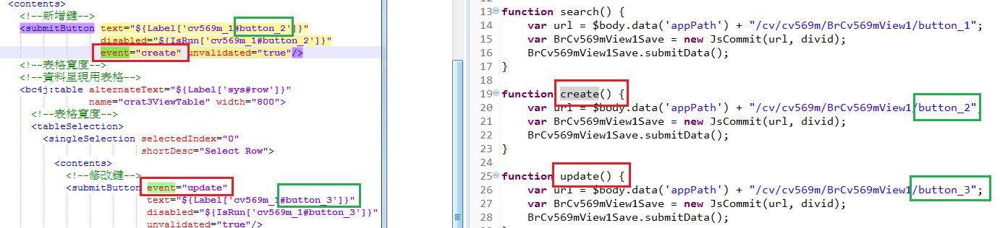 <contents>
<!--新增鍵-->
<submitButton text="${Label['cv569m_1#button_2']}"
disabled="${IsRun['cv569m_1#button_2']}"
event="create" unvalidated="true"/>
<!--表格寬度-->
<!--資料呈現用表格-->
<bc4j:table alternateText="${Label['sys#row']}"
name="crat3ViewTable" width="800">
<!--表格寬度-->
<tableSelection>
<singleSelection selectedIndex="0"
shortDesc="Select Row">
<contents>
<!--修改鍵-->
<submitButton event="update"
text="${Label['cv569m_1#button_3']}"
disabled="${IsRun['cv569m_1#button_3']}"
unvalidated="true"/>
12
13 function search() {
14 var url = $body.data('appPath') + "/cv/cv569m/BrCv569mView1/button_1";
15 var BrCv569mView1Save = new JsCommit(url, divid);
16 BrCv569mView1Save.submitData();
17 }
18
19 function create() {
20 var url = $body.data('appPath') + "/cv/cv569m/BrCv569mView1/button_2";
21 var BrCv569mView1Save = new JsCommit(url, divid);
22 BrCv569mView1Save.submitData();
23 }
24
25 function update() {
26 var url = $body.data('appPath') + "/cv/cv569m/BrCv569mView1/button_3";
27 var BrCv569mView1Save = new JsCommit(url, divid);
28 BrCv569mView1Save.submitData();